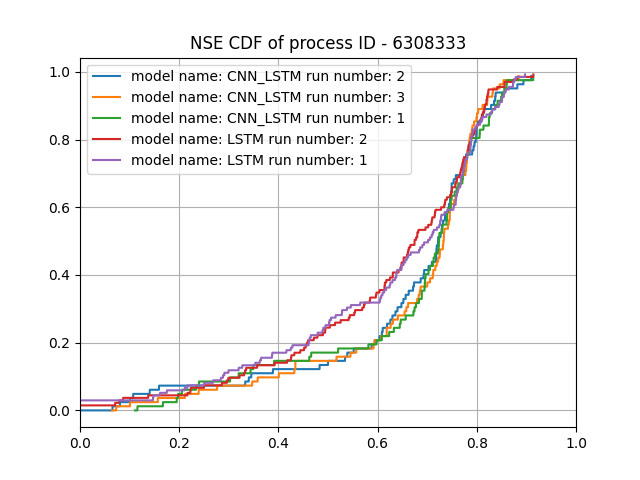 NSE CDF of process ID - 6308333
model name: CNN_LSTM run number: 2
model name: CNN_LSTM run number: 3
model name: CNN_LSTM run number: 1
model name: LSTM run number: 2
model name: LSTM run number: 1
1.0
0.8
0.6
0.4
0.2
0.0
0.0 0.2 0.4 0.6 0.8 1.0